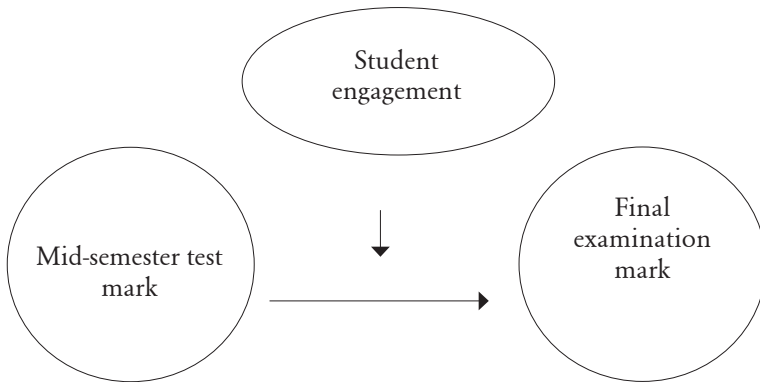 Student
engagement
Mid-semester test
mark
Final
examination
mark